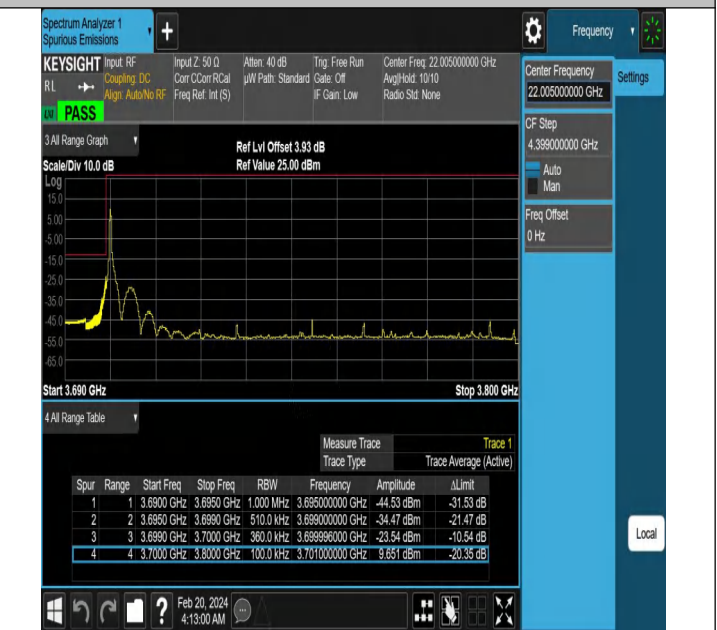 Spectrum Analyzer 1
Spurious Emissions
+
Frequency
KEYSIGHT
RL
PASS
Input: RF
Coupling: DC
Align: Auto/No RF
Input Z: 50 Ω
Corr CCorr RCal
Freq Ref: Int (S)
Atten: 40 dB
µW Path: Standard
Trig: Free Run
Gate: Off
IF Gain: Low
Center Freq: 22.005000000 GHz
Avg|Hold: 10/10
Radio Std: None
Center Frequency
22.005000000 GHz
Settings
CF Step
4.399000000 GHz
Auto
Man
Freq Offset
0 Hz
3 All Range Graph
Ref Lvl Offset 3.93 dB
Scale/Div 10.0 dB
Ref Value 25.00 dBm
Log
15.0
5.00
-5.00
-15.0
-25.0
-35.0
-45.0
-55.0
-65.0
Start 3.690 GHz
Stop 3.800 GHz
4 All Range Table
Measure Trace Trace 1
Trace Type Trace Average (Active)
Spur Range Start Freq Stop Freq RBW Frequency Amplitude ΔLimit
1 1 3.6900 GHz 3.6950 GHz 1.000 MHz 3.695000000 GHz -44.53 dBm -31.53 dB
2 2 3.6950 GHz 3.6990 GHz 510.0 kHz 3.699000000 GHz -34.47 dBm -21.47 dB
3 3 3.6990 GHz 3.7000 GHz 360.0 kHz 3.699996000 GHz -23.54 dBm -10.54 dB
4 4 3.7000 GHz 3.8000 GHz 100.0 kHz 3.701000000 GHz 9.651 dBm -20.35 dB
Local
?
Feb 20, 2024
4:13:00 AM